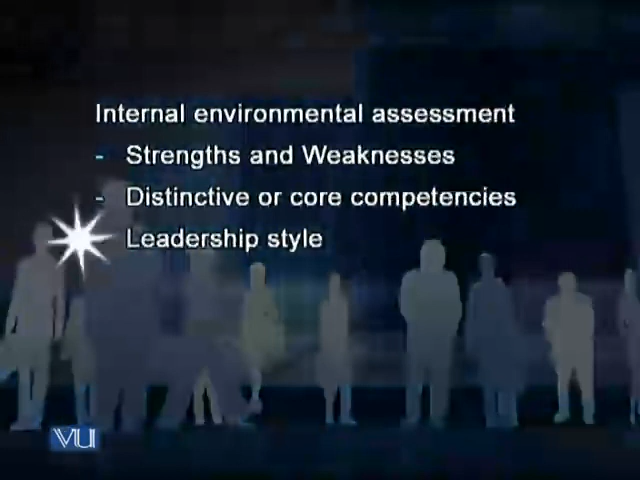 Internal environmental assessment
- Strengths and Weaknesses
- Distinctive or core competencies
- Leadership style
VU